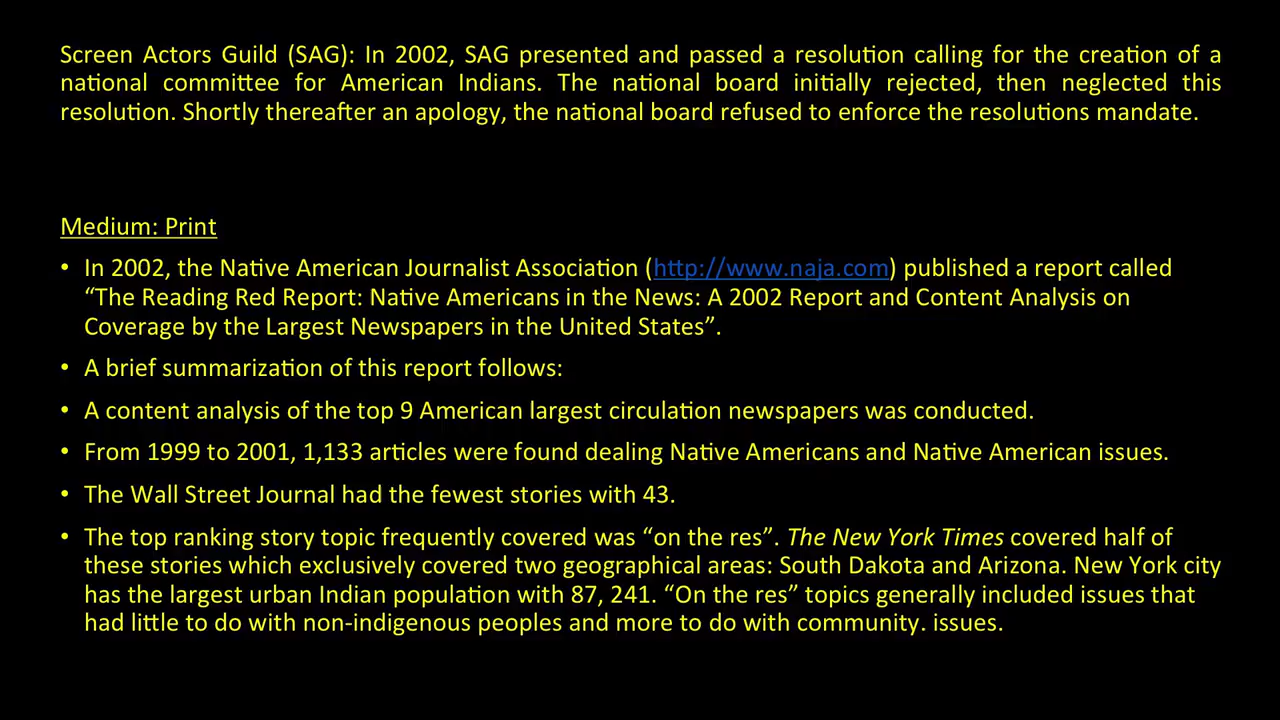 Screen Actors Guild (SAG): In 2002, SAG presented and passed a resolution calling for the creation of a
national committee for American Indians. The national board initially rejected, then neglected this
resolution. Shortly thereafter an apology, the national board refused to enforce the resolutions mandate.
Medium: Print
• In 2002, the Native American Journalist Association (http://www.naja.com) published a report called
“The Reading Red Report: Native Americans in the News: A 2002 Report and Content Analysis on
Coverage by the Largest Newspapers in the United States”.
• A brief summarization of this report follows:
• A content analysis of the top 9 American largest circulation newspapers was conducted.
• From 1999 to 2001, 1,133 articles were found dealing Native Americans and Native American issues.
• The Wall Street Journal had the fewest stories with 43.
• The top ranking story topic frequently covered was “on the res”. The New York Times covered half of
these stories which exclusively covered two geographical areas: South Dakota and Arizona. New York city
has the largest urban Indian population with 87, 241. “On the res” topics generally included issues that
had little to do with non-indigenous peoples and more to do with community. issues.